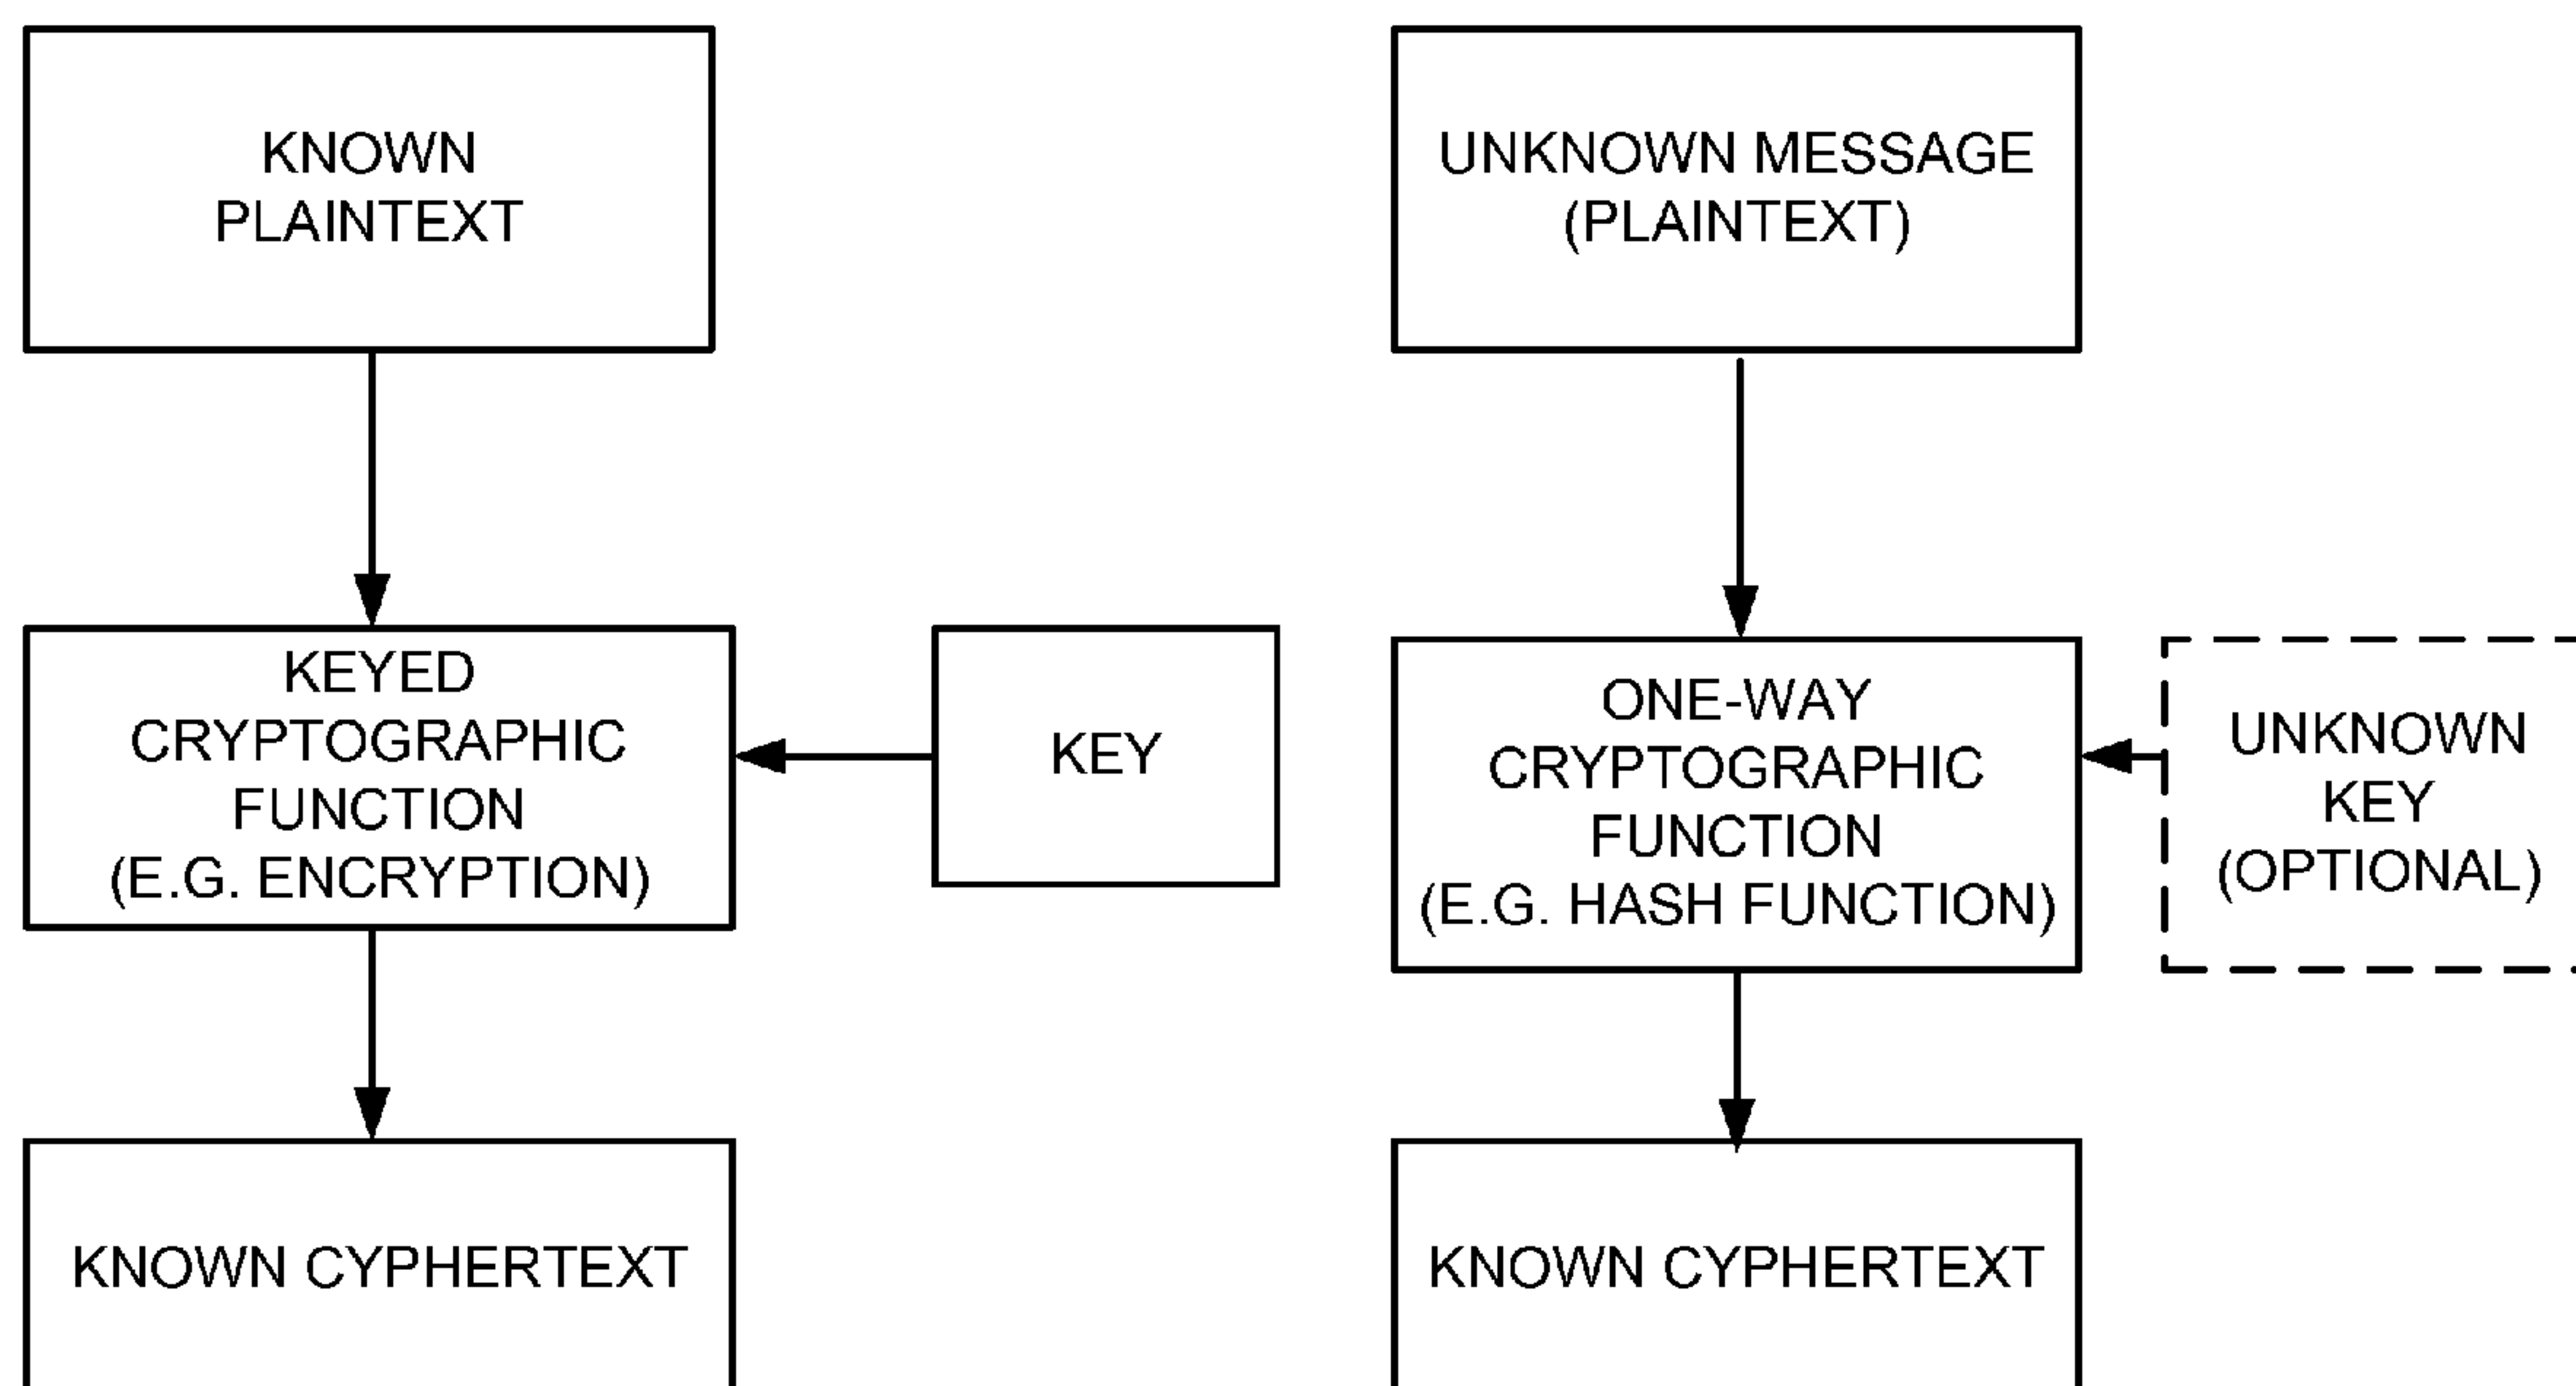 KNOWN
PLAINTEXT
KEYED
CRYPTOGRAPHIC
FUNCTION
(E.G. ENCRYPTION)
KEY
KNOWN CYPHERTEXT
UNKNOWN MESSAGE
(PLAINTEXT)
ONE-WAY
CRYPTOGRAPHIC
FUNCTION
(E.G. HASH FUNCTION)
UNKNOWN
KEY
(OPTIONAL)
KNOWN CYPHERTEXT